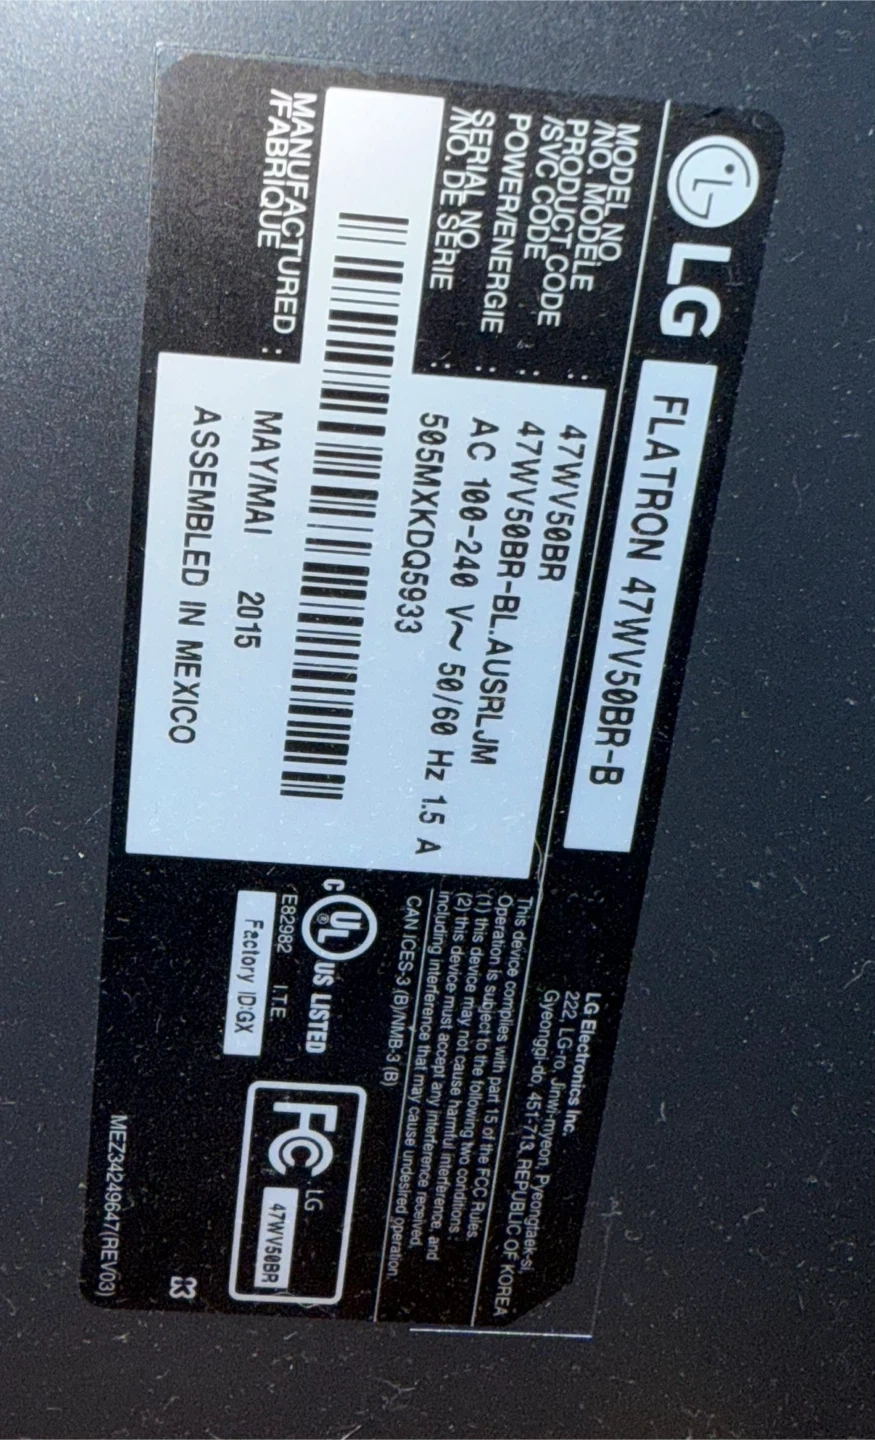 LG FLATRON 47WV50BR-B
MODEL NO
/NO. MODÈLE : 47WV50BR
PRODUCT CODE
/SVC CODE : 47WV50BR-BL.AUSRLJM
POWER/ENERGIE : AC 100-240 V~ 50/60 Hz 1.5 A
SERIAL NO
/NO. DE SÉRIE : 505MXKDQ5933
MANUFACTURED :
/FABRIQUÉ
MAY/MAI 2015
ASSEMBLED IN MEXICO
LG Electronics Inc.
222, LG-ro, Jinwi-myeon, Pyeongtaek-si,
Gyeonggi-do, 451-713, REPUBLIC OF KOREA
This device complies with part 15 of the FCC Rules.
Operation is subject to the following two conditions :
(1) this device may not cause harmful interference, and
(2) this device must accept any interference received,
including interference that may cause undesired operation.
CAN ICES-3 (B)/NMB-3 (B)
C UL ® US LISTED
E82982 I.T.E
Factory ID:GX
FC LG
47WV50BR
MEZ34249647(REV03)